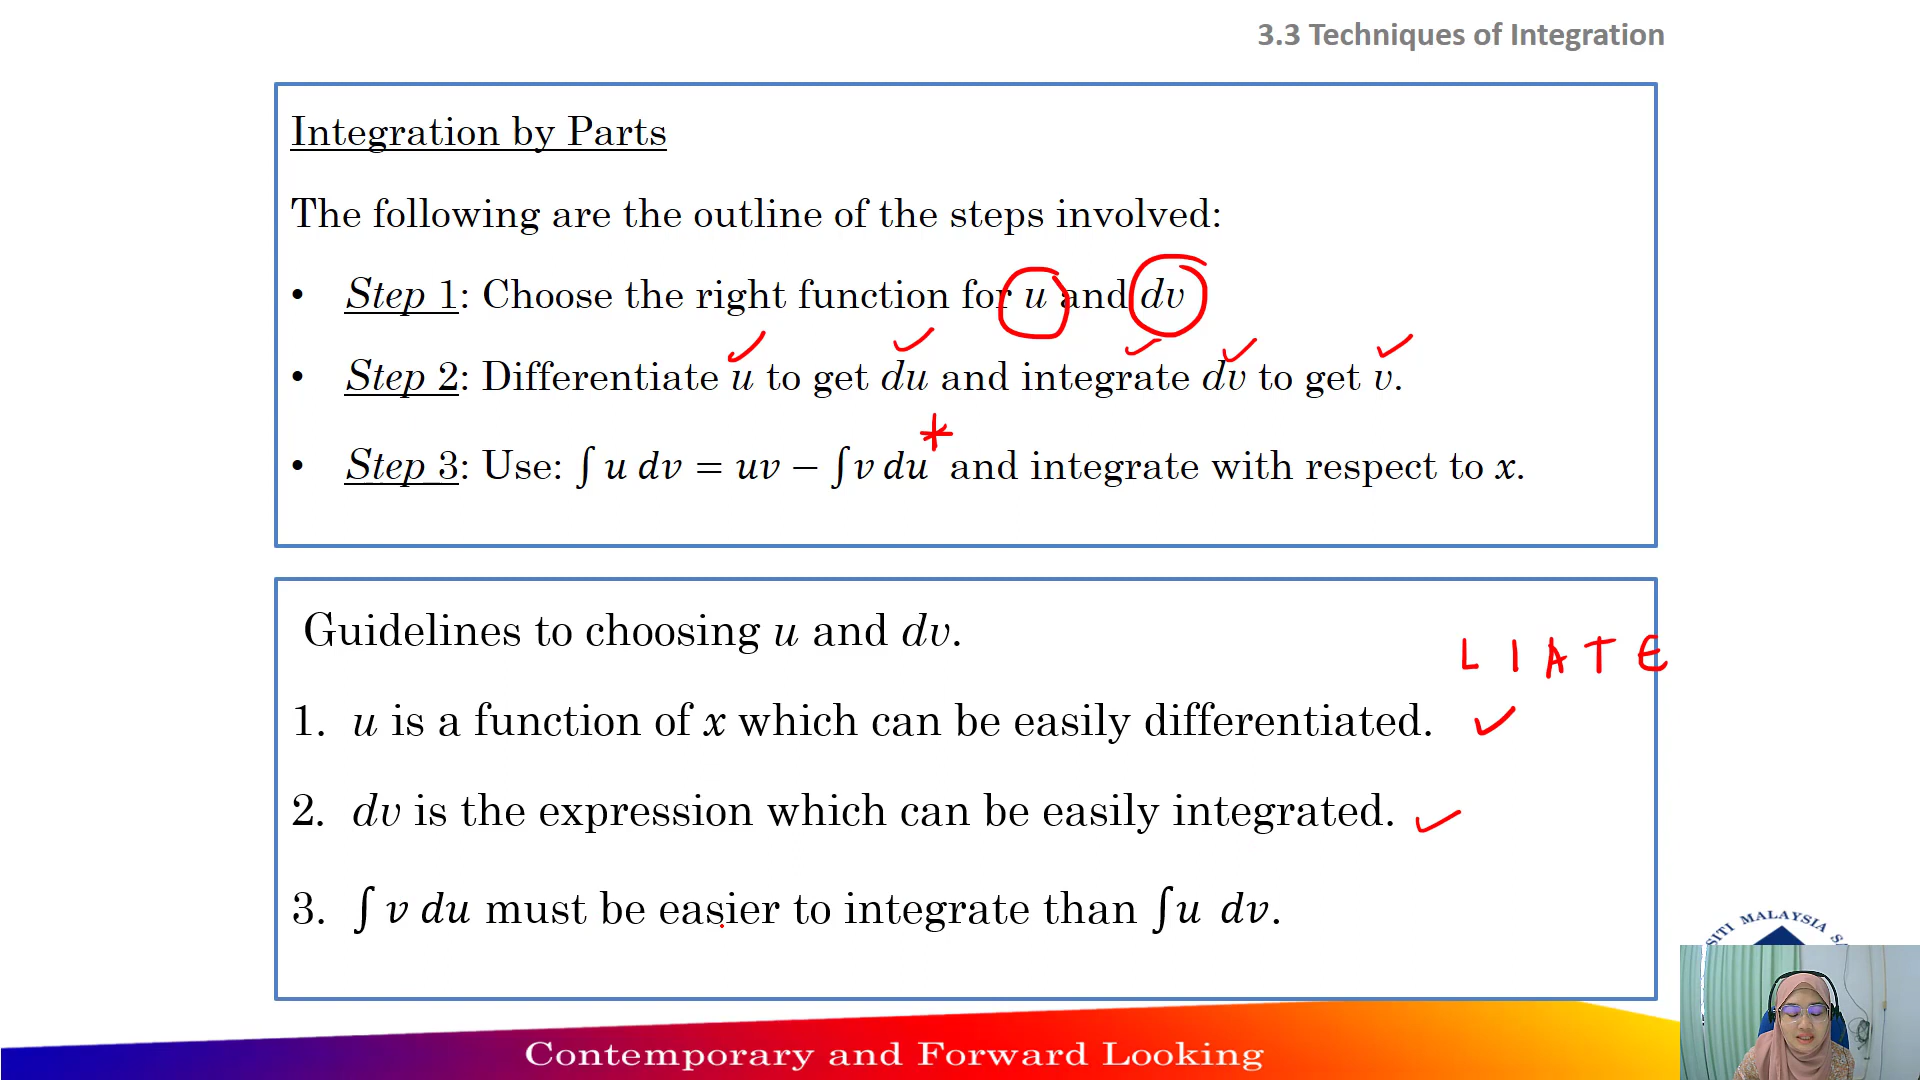 3.3 Techniques of Integration
Integration by Parts
The following are the outline of the steps involved:
• Step 1: Choose the right function for u and dv
• Step 2: Differentiate u to get du and integrate dv to get v.
• Step 3: Use: ∫ u dv = uv − ∫ v du * and integrate with respect to x.
Guidelines to choosing u and dv.
L I A T E
1. u is a function of x which can be easily differentiated.
2. dv is the expression which can be easily integrated.
3. ∫ v du must be easier to integrate than ∫ u dv.
SITI MALAYSIA SA
Contemporary and Forward Looking